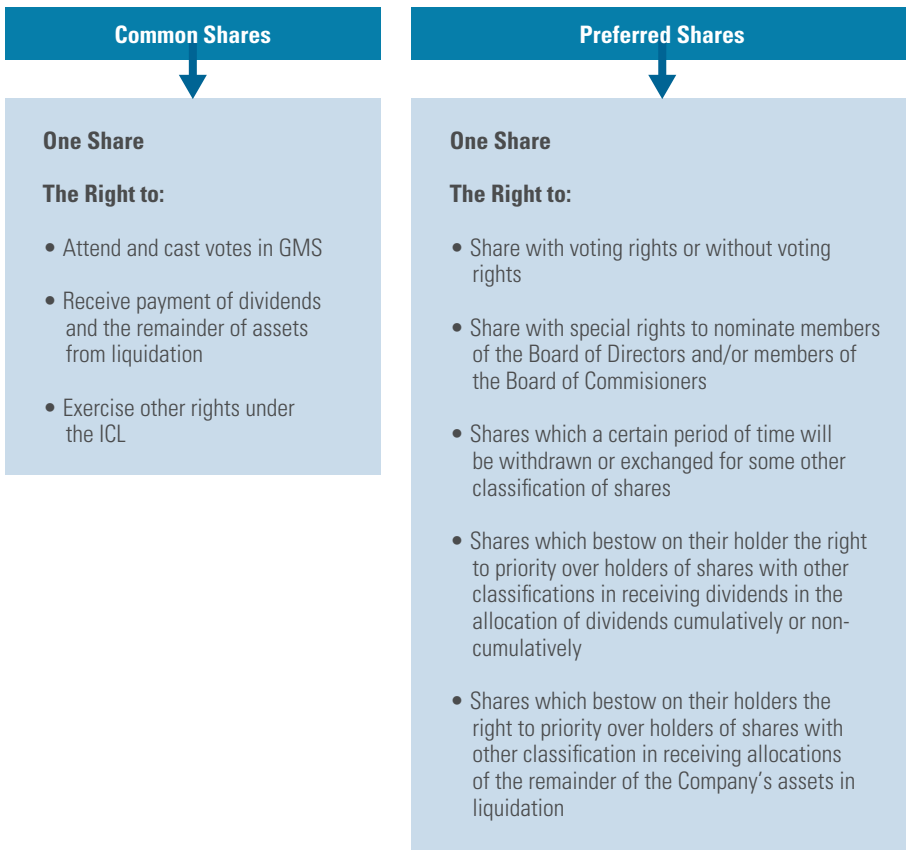 Common Shares
One Share
The Right to:
• Attend and cast votes in GMS
• Receive payment of dividends
and the remainder of assets
from liquidation
• Exercise other rights under
the ICL
Preferred Shares
One Share
The Right to:
• Share with voting rights or without voting
rights
• Share with special rights to nominate members
of the Board of Directors and/or members of
the Board of Commisioners
• Shares which a certain period of time will
be withdrawn or exchanged for some other
classification of shares
• Shares which bestow on their holder the right
to priority over holders of shares with other
classifications in receiving dividends in the
allocation of dividends cumulatively or non-
cumulatively
• Shares which bestow on their holders the
right to priority over holders of shares with
other classification in receiving allocations
of the remainder of the Company’s assets in
liquidation